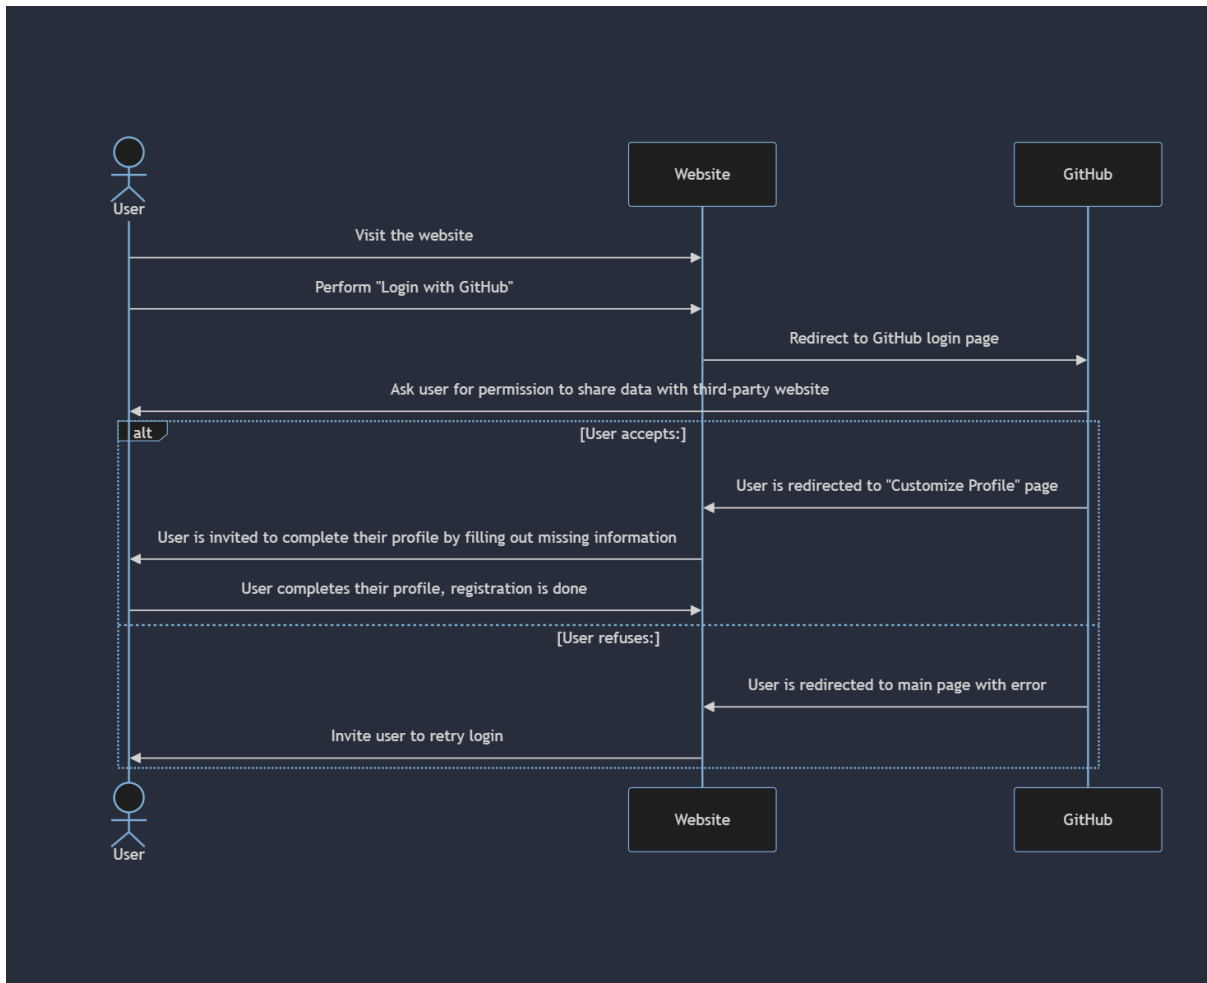 User
Website
GitHub
Visit the website
Perform "Login with GitHub"
Redirect to GitHub login page
Ask user for permission to share data with third-party website
alt
[User accepts:]
User is redirected to "Customize Profile" page
User is invited to complete their profile by filling out missing information
User completes their profile, registration is done
[User refuses:]
User is redirected to main page with error
Invite user to retry login
User
Website
GitHub